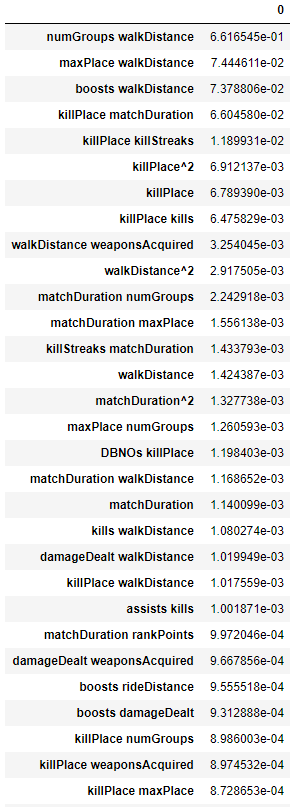 0
numGroups walkDistance 6.616545e-01
maxPlace walkDistance 7.444611e-02
boosts walkDistance 7.378806e-02
killPlace matchDuration 6.604580e-02
killPlace killStreaks 1.189931e-02
killPlace^2 6.912137e-03
killPlace 6.789390e-03
killPlace kills 6.475829e-03
walkDistance weaponsAcquired 3.254045e-03
walkDistance^2 2.917505e-03
matchDuration numGroups 2.242918e-03
matchDuration maxPlace 1.556138e-03
killStreaks matchDuration 1.433793e-03
walkDistance 1.424387e-03
matchDuration^2 1.327738e-03
maxPlace numGroups 1.260593e-03
DBNOs killPlace 1.198403e-03
matchDuration walkDistance 1.168652e-03
matchDuration 1.140099e-03
kills walkDistance 1.080274e-03
damageDealt walkDistance 1.019949e-03
killPlace walkDistance 1.017559e-03
assists kills 1.001871e-03
matchDuration rankPoints 9.972046e-04
damageDealt weaponsAcquired 9.667856e-04
boosts rideDistance 9.555518e-04
boosts damageDealt 9.312888e-04
killPlace numGroups 8.986003e-04
killPlace weaponsAcquired 8.974532e-04
killPlace maxPlace 8.728653e-04